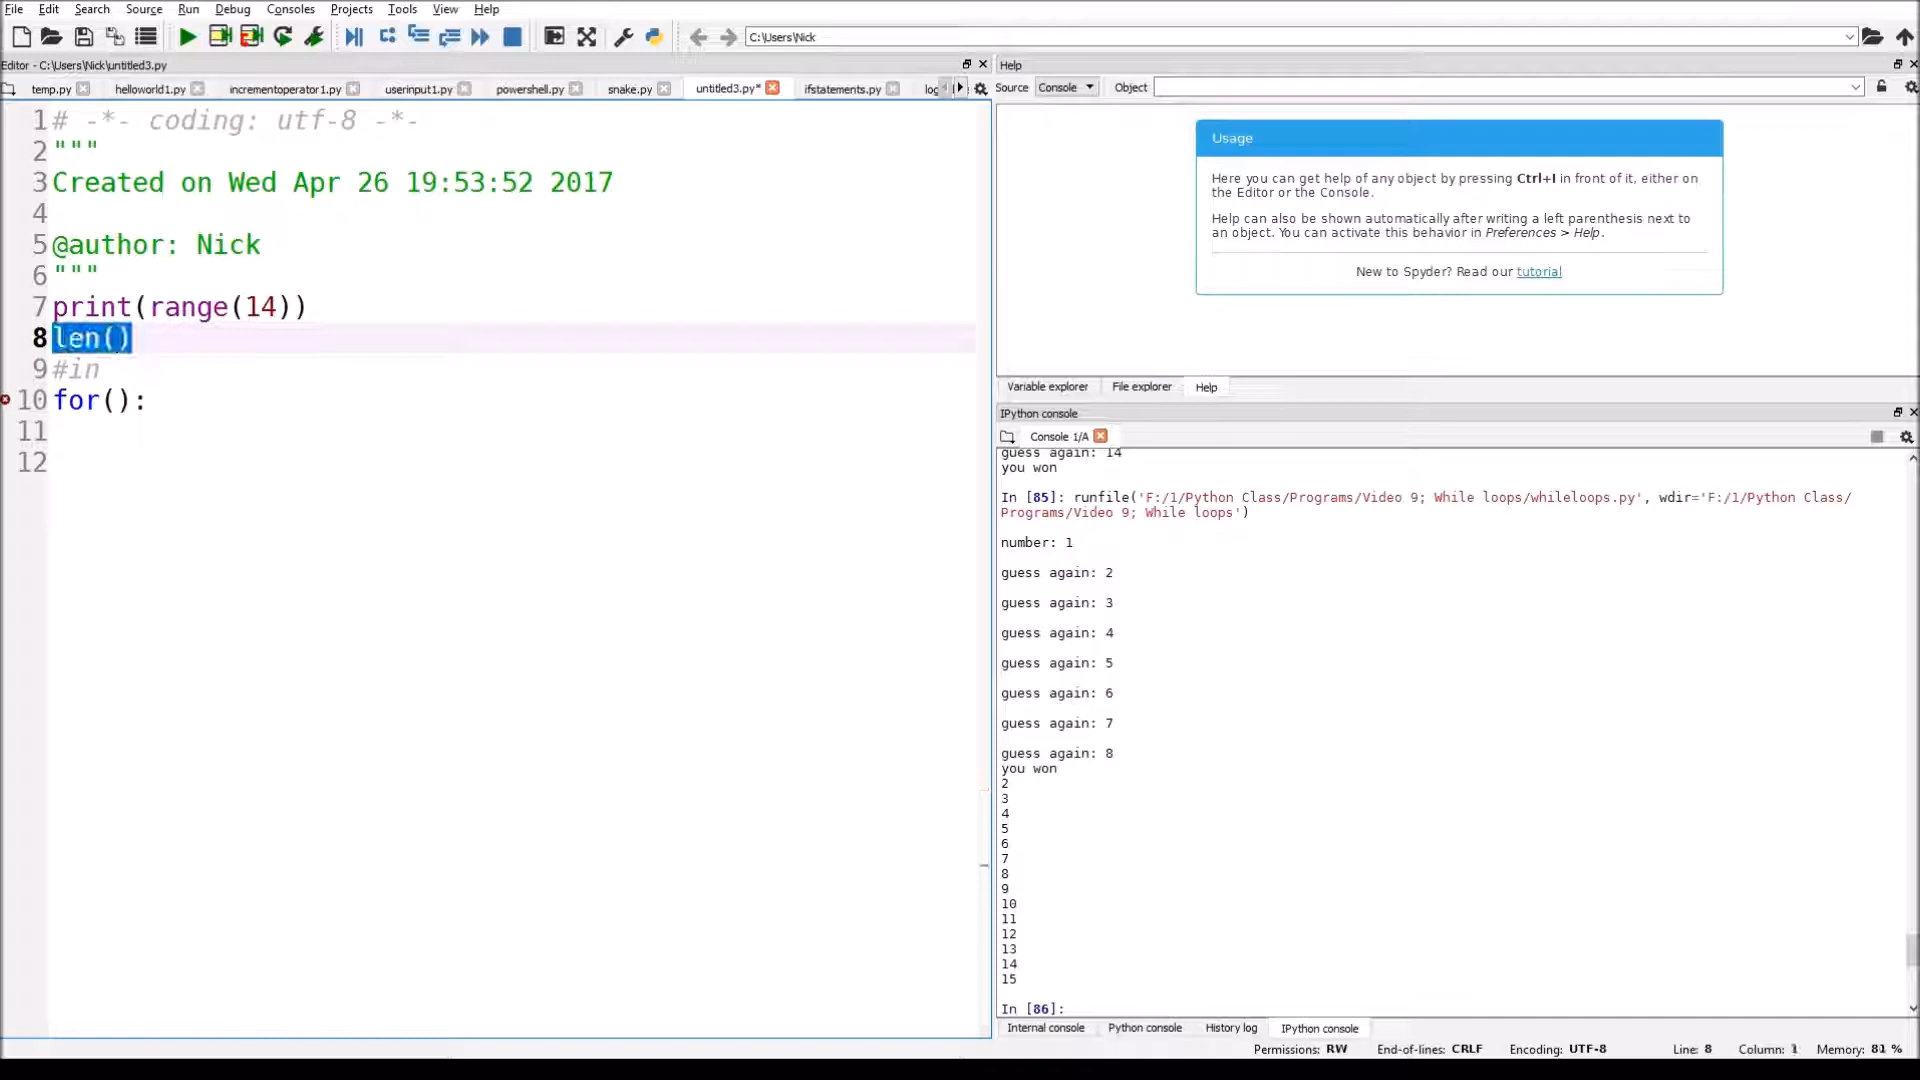 File Edit Search Source Run Debug Consoles Projects Tools View Help
C:\Users\Nick
Editor - C:\Users\Nick\untitled3.py
temp.py helloworld1.py incrementoperator1.py userinput1.py powershell.py snake.py untitled3.py* ifstatements.py log
1 # -*- coding: utf-8 -*-
2 """
3 Created on Wed Apr 26 19:53:52 2017
4
5 @author: Nick
6 """
7 print(range(14))
8 len()
9 #in
10 for():
11
12
Help
Source Console Object
Usage
Here you can get help of any object by pressing Ctrl+I in front of it, either on
the Editor or the Console.
Help can also be shown automatically after writing a left parenthesis next to
an object. You can activate this behavior in Preferences > Help.
New to Spyder? Read our tutorial
Variable explorer File explorer Help
IPython console
Console 1/A
guess again: 14
you won
In [85]: runfile('F:/1/Python Class/Programs/Video 9; While loops/whileloops.py', wdir='F:/1/Python Class/
Programs/Video 9; While loops')
number: 1
guess again: 2
guess again: 3
guess again: 4
guess again: 5
guess again: 6
guess again: 7
guess again: 8
you won
2
3
4
5
6
7
8
9
10
11
12
13
14
15
In [86]:
Internal console Python console History log IPython console
Permissions: RW End-of-lines: CRLF Encoding: UTF-8 Line: 8 Column: 1 Memory: 81 %